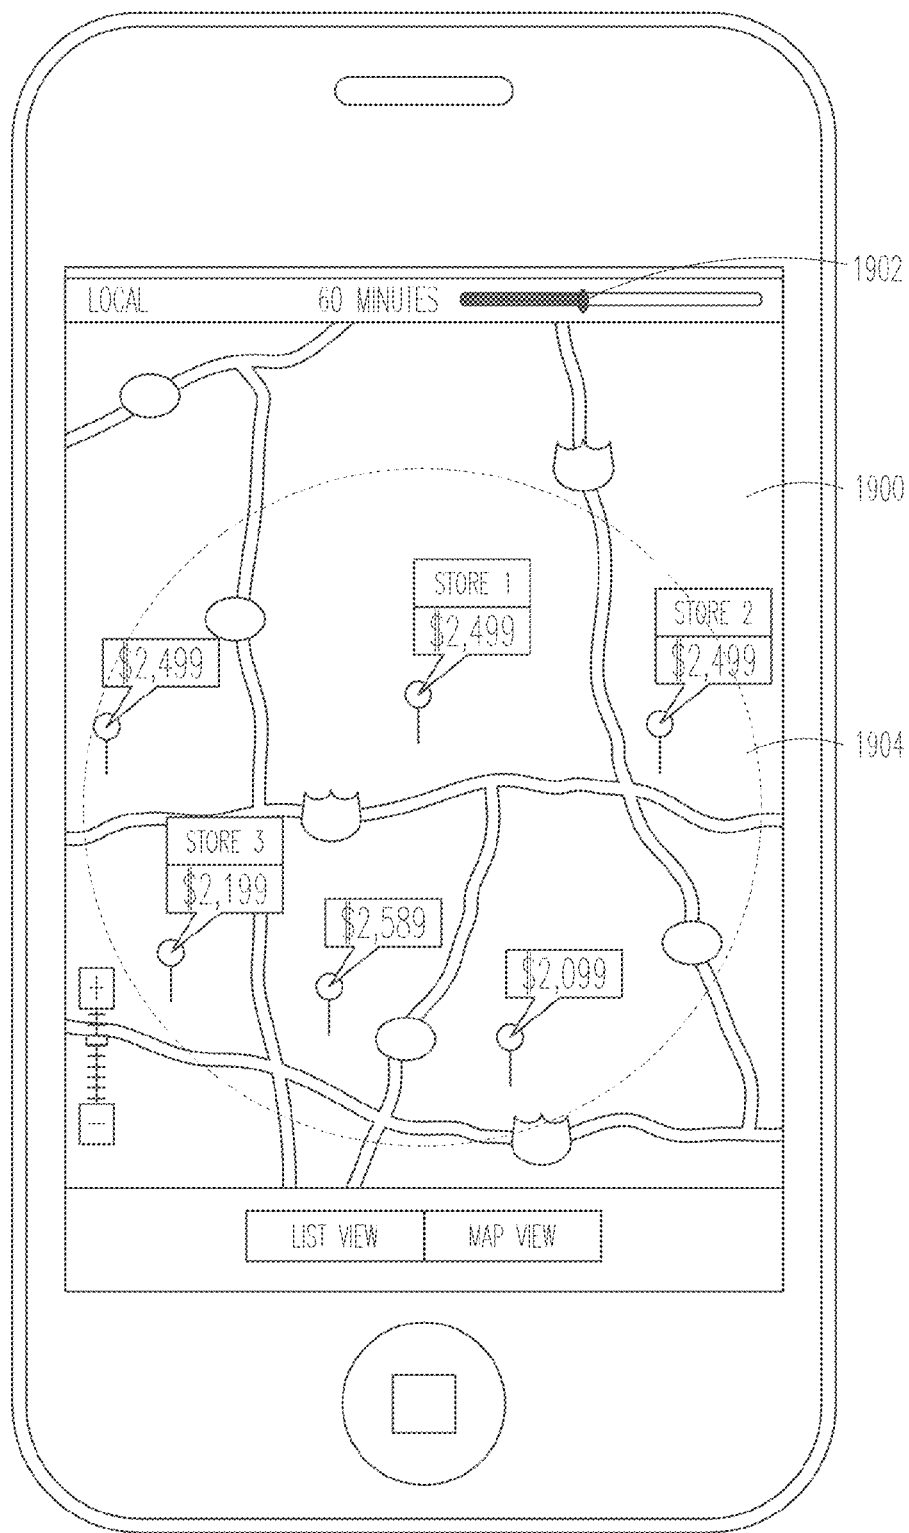 1902
LOCAL 60 MINUTES
1900
STORE 1
$2,499
STORE 2
$2,499
$2,499
1904
STORE 3
$2,199
$2,589
$2,099
+
-
LIST VIEW MAP VIEW